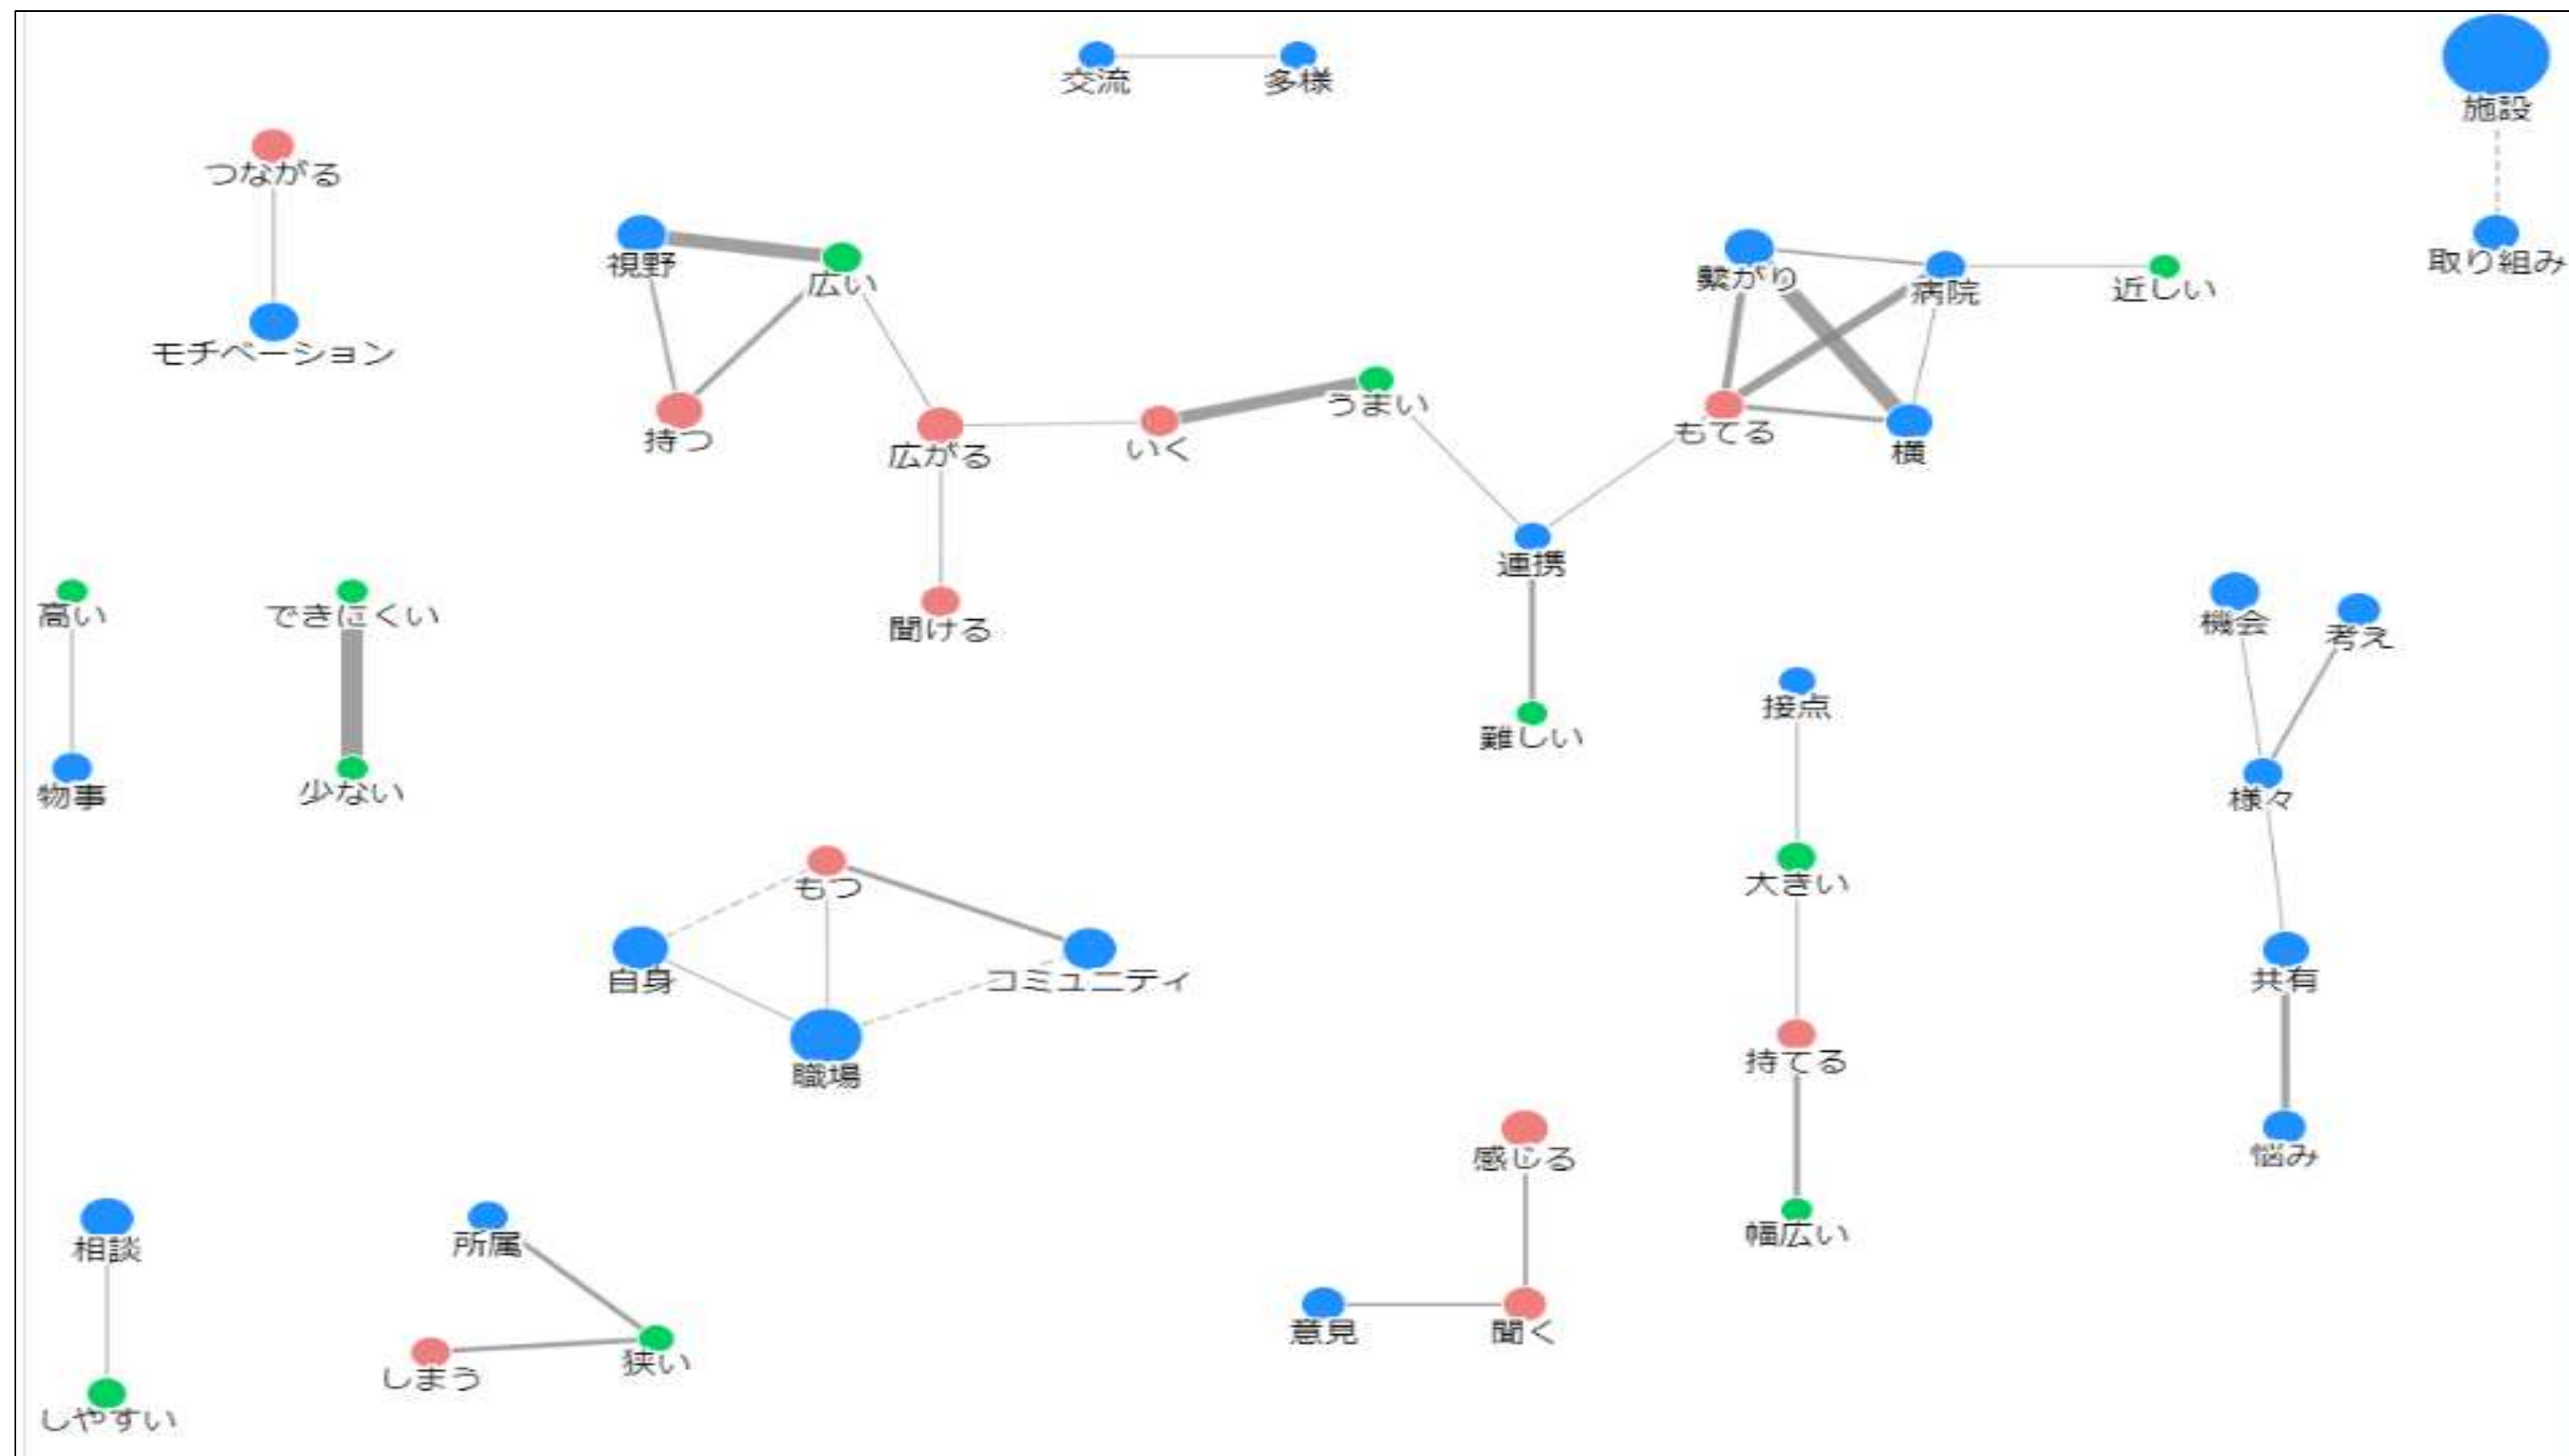 交流
多様
施設
つながる
取り組み
視野
広い
繋がり
病院
近しい
モチベーション
うまい
持つ
広がる
いく
もてる
横
連携
高い
できにくい
聞ける
機会
考え
接点
難しい
物事
少ない
様々
もつ
大きい
自身
コミュニティ
共有
職場
持てる
感じる
悩み
相談
所属
幅広い
意見
聞く
しまう
狭い
しやすい